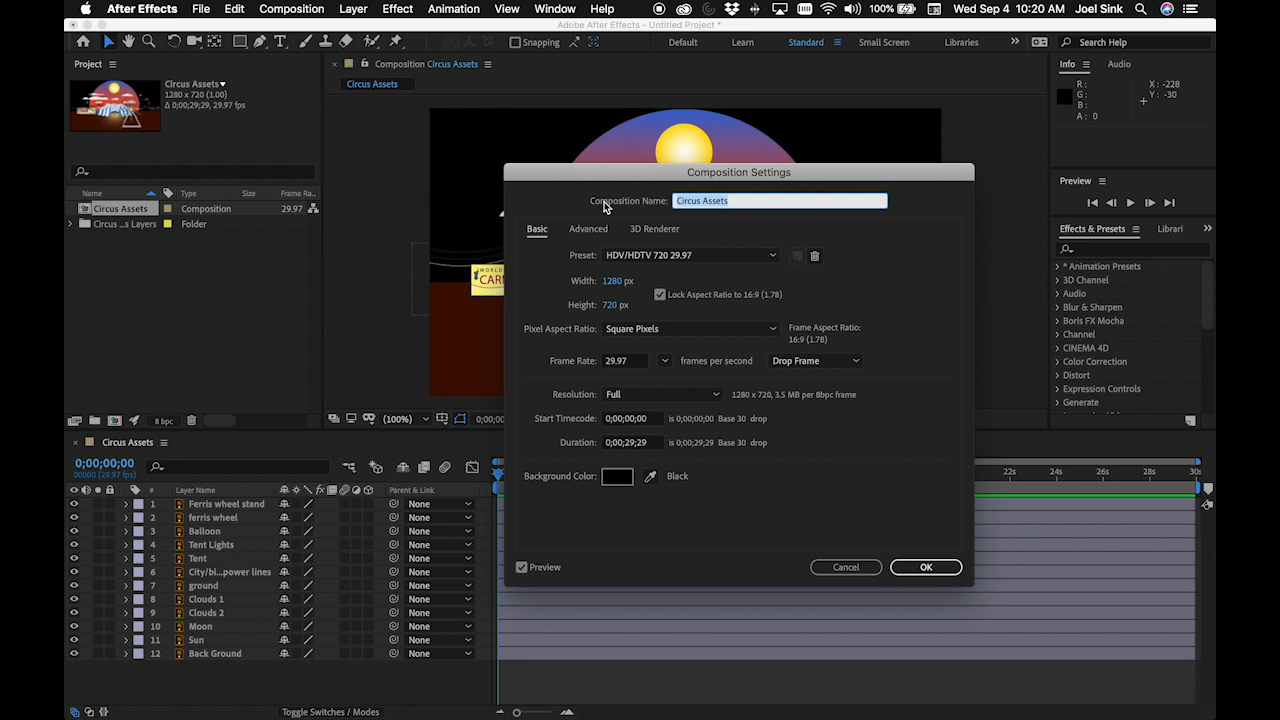 After Effects File Edit Composition Layer Effect Animation View Window Help 100% Wed Sep 4 10:20 AM Joel Sink
Adobe After Effects - Untitled Project *
Snapping Default Learn Standard Small Screen Libraries Search Help
Project
Composition Circus Assets
Info Audio
Circus Assets
1280 x 720 (1.00)
Δ 0;00;29;29, 29.97 fps
Circus Assets
R :
G :
B :
A : 0
X : -228
Y : -30
Name Type Size Frame Ra...
Circus Assets Composition 29.97
Circus ...s Layers Folder
Preview
Effects & Presets Librari
* Animation Presets
3D Channel
Audio
Blur & Sharpen
Boris FX Mocha
Channel
CINEMA 4D
Color Correction
Distort
Expression Controls
Generate
WORLD
CARN
Composition Settings
Composition Name: Circus Assets
Basic Advanced 3D Renderer
Preset: HDV/HDTV 720 29.97
Width: 1280 px
Lock Aspect Ratio to 16:9 (1.78)
Height: 720 px
Pixel Aspect Ratio: Square Pixels
Frame Aspect Ratio:
16:9 (1.78)
Frame Rate: 29.97 frames per second Drop Frame
Resolution: Full 1280 x 720, 3.5 MB per 8bpc frame
Start Timecode: 0;00;00;00 is 0;00;00;00 Base 30 drop
Duration: 0;00;29;29 is 0;00;29;29 Base 30 drop
Background Color: Black
Preview Cancel OK
8 bpc
(100%) 0;00;0
Circus Assets
0;00;00;00
00000 (29.97 fps)
22s 24s 26s 28s 30s
# Layer Name Parent & Link
1 Ferris wheel stand None
2 ferris wheel None
3 Balloon None
4 Tent Lights None
5 Tent None
6 City/bl...power lines None
7 ground None
8 Clouds 1 None
9 Clouds 2 None
10 Moon None
11 Sun None
12 Back Ground None
Toggle Switches / Modes